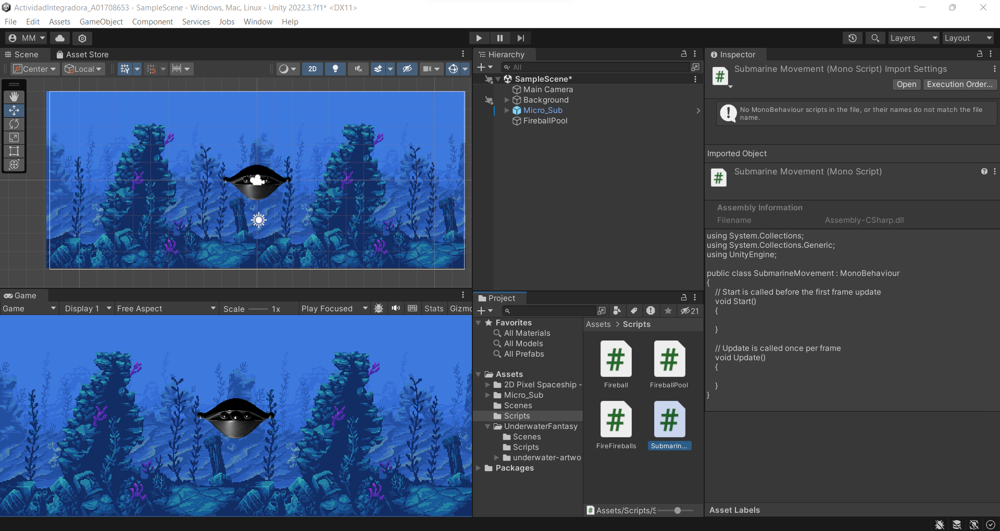 ActividadIntegradora_A01708653 - SampleScene - Windows, Mac, Linux - Unity 2022.3.7f1* <DX11>
File Edit Assets GameObject Component Services Jobs Window Help
MM
Layers
Layout
Scene
Asset Store
Center
Local
2D
Hierarchy
All
SampleScene*
Main Camera
Background
Micro_Sub
FireballPool
Game
Game
Display 1
Free Aspect
Scale
1x
Play Focused
Stats
Gizmo
Project
21
Favorites
All Materials
All Models
All Prefabs
Assets
2D Pixel Spaceship -
Micro_Sub
Scenes
Scripts
UnderwaterFantasy
Scenes
Scripts
underwater-artwo
Packages
Assets > Scripts
Fireball
FireballPool
FireFireballs
Submarin...
Assets/Scripts/S
Inspector
Submarine Movement (Mono Script) Import Settings
Open
Execution Order...
No MonoBehaviour scripts in the file, or their names do not match the file
name.
Imported Object
Submarine Movement (Mono Script)
Assembly Information
Filename Assembly-CSharp.dll
using System.Collections;
using System.Collections.Generic;
using UnityEngine;
public class SubmarineMovement : MonoBehaviour
{
// Start is called before the first frame update
void Start()
{
}
// Update is called once per frame
void Update()
{
}
}
Asset Labels